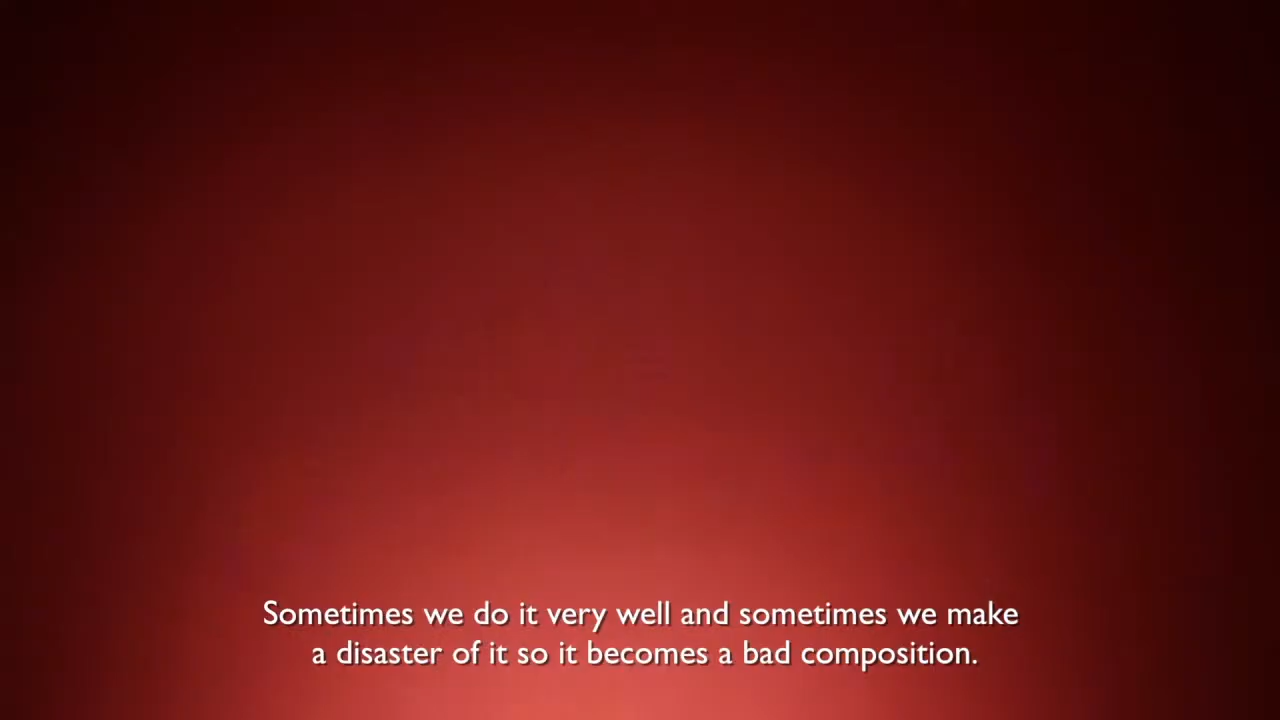 Sometimes we do it very well and sometimes we make
a disaster of it so it becomes a bad composition.